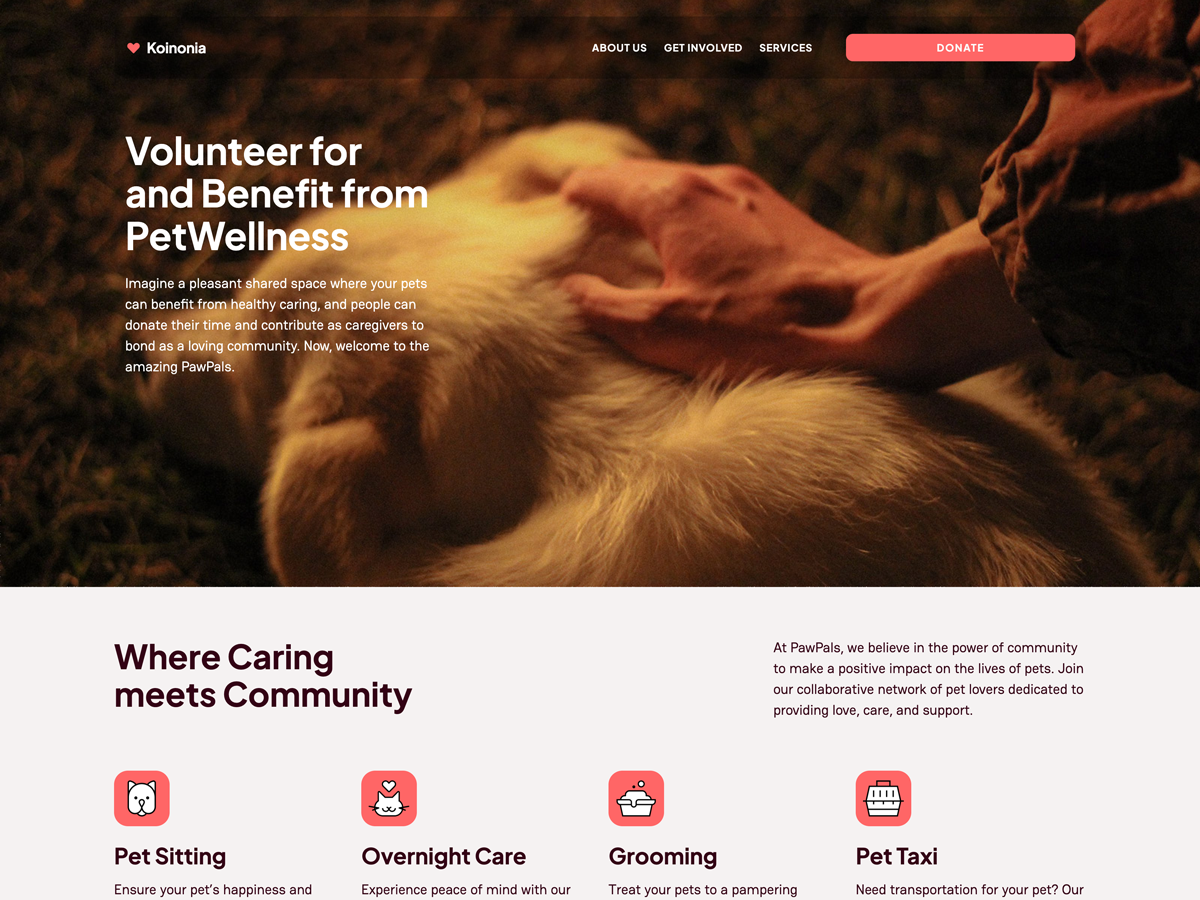 Koinonia
ABOUT US
GET INVOLVED
SERVICES
DONATE
Volunteer for
and Benefit from
PetWellness
Imagine a pleasant shared space where your pets
can benefit from healthy caring, and people can
donate their time and contribute as caregivers to
bond as a loving community. Now, welcome to the
amazing PawPals.
Where Caring
meets Community
At PawPals, we believe in the power of community
to make a positive impact on the lives of pets. Join
our collaborative network of pet lovers dedicated to
providing love, care, and support.
Pet Sitting
Ensure your pet's happiness and
Overnight Care
Experience peace of mind with our
Grooming
Treat your pets to a pampering
Pet Taxi
Need transportation for your pet? Our